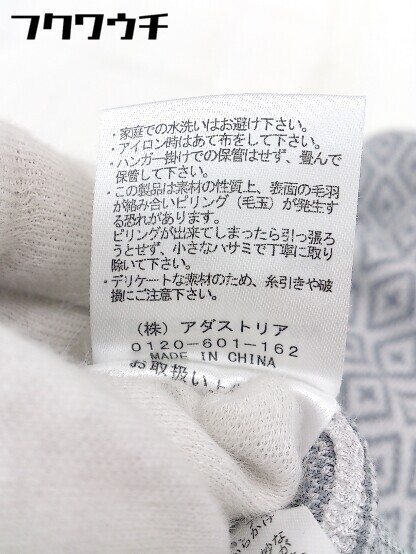 フクワウチ
・家庭での水洗いはお避け下さい。
・アイロン時はあて布をして下さい。
・ハンガー掛けでの保管はせず、畳んで
保管して下さい。
・この製品は素材の性質上、表面の毛羽
が絡み合いピリング（毛玉）が発生す
る恐れがあります。
ピリングが出来てしまったら引っ張ろ
うとせず、小さなハサミで丁寧に取り
除いて下さい。
・デリケートな素材のため、糸引きや破
損にご注意下さい。
（株）アダストリア
0120-601-162
MADE IN CHINA
お取扱い上